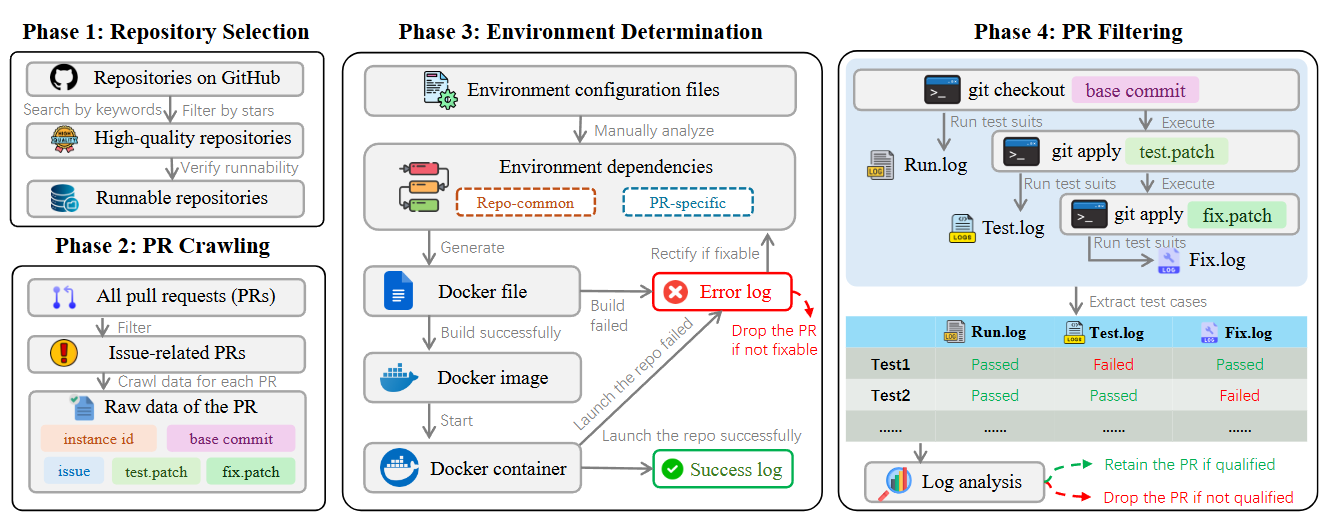 Phase 1: Repository Selection
Repositories on GitHub
Search by keywords
Filter by stars
High-quality repositories
Verify runnability
Runnable repositories
Phase 2: PR Crawling
All pull requests (PRs)
Filter
Issue-related PRs
Crawl data for each PR
Raw data of the PR
instance id
base commit
issue
test.patch
fix.patch
Phase 3: Environment Determination
Environment configuration files
Manually analyze
Environment dependencies
Repo-common
PR-specific
Generate
Rectify if fixable
Docker file
Build
failed
Error log
Build successfully
Drop the PR
if not fixable
Docker image
Launch the repo failed
Start
Launch the repo successfully
Docker container
Success log
Phase 4: PR Filtering
git checkout base commit
Run test suits
Execute
LOG
Run.log
git apply test.patch
Run test suits
Execute
LOGS
Test.log
git apply fix.patch
Run test suits
LOG
Fix.log
Extract test cases
LOG Run.log LOGS Test.log LOG Fix.log
Test1 Passed Failed Passed
Test2 Passed Passed Failed
...... ...... ...... ......
Log analysis
Retain the PR if qualified
Drop the PR if not qualified